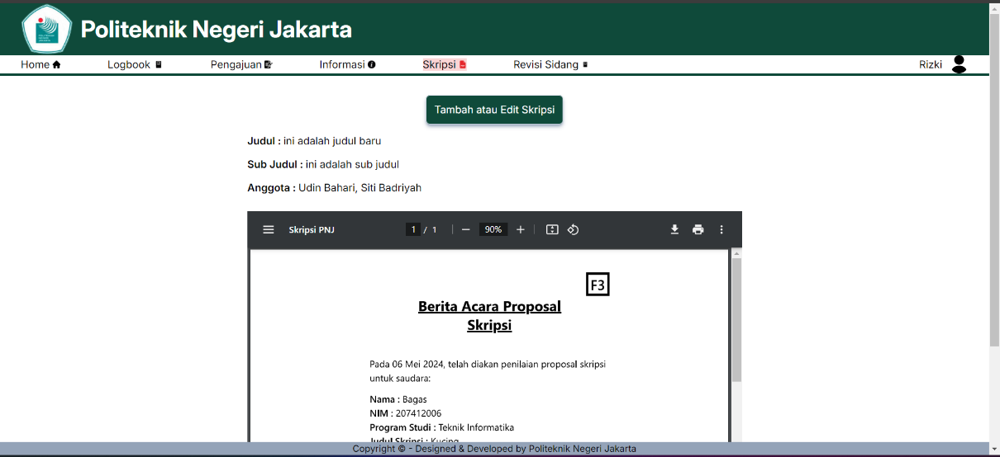 Politeknik Negeri Jakarta
Home Logbook Pengajuan Informasi Skripsi Revisi Sidang Rizki
Tambah atau Edit Skripsi
Judul : ini adalah judul baru
Sub Judul : ini adalah sub judul
Anggota : Udin Bahari, Siti Badriyah
Skripsi PNJ 1 / 1 90%
F3
Berita Acara Proposal
Skripsi
Pada 06 Mei 2024, telah diakan penilaian proposal skripsi
untuk saudara:
Nama : Bagas
NIM : 207412006
Program Studi : Teknik Informatika
Judul Skripsi : Kucing
Copyright © - Designed & Developed by Politeknik Negeri Jakarta